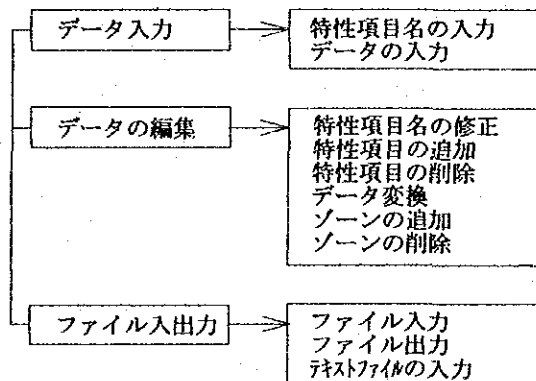 データ入力
特性項目名の入力
データの入力
データの編集
特性項目名の修正
特性項目の追加
特性項目の削除
データ変換
ゾーンの追加
ゾーンの削除
ファイル入出力
ファイル入力
ファイル出力
ﾃｷｽﾄﾌｧｲﾙの入力